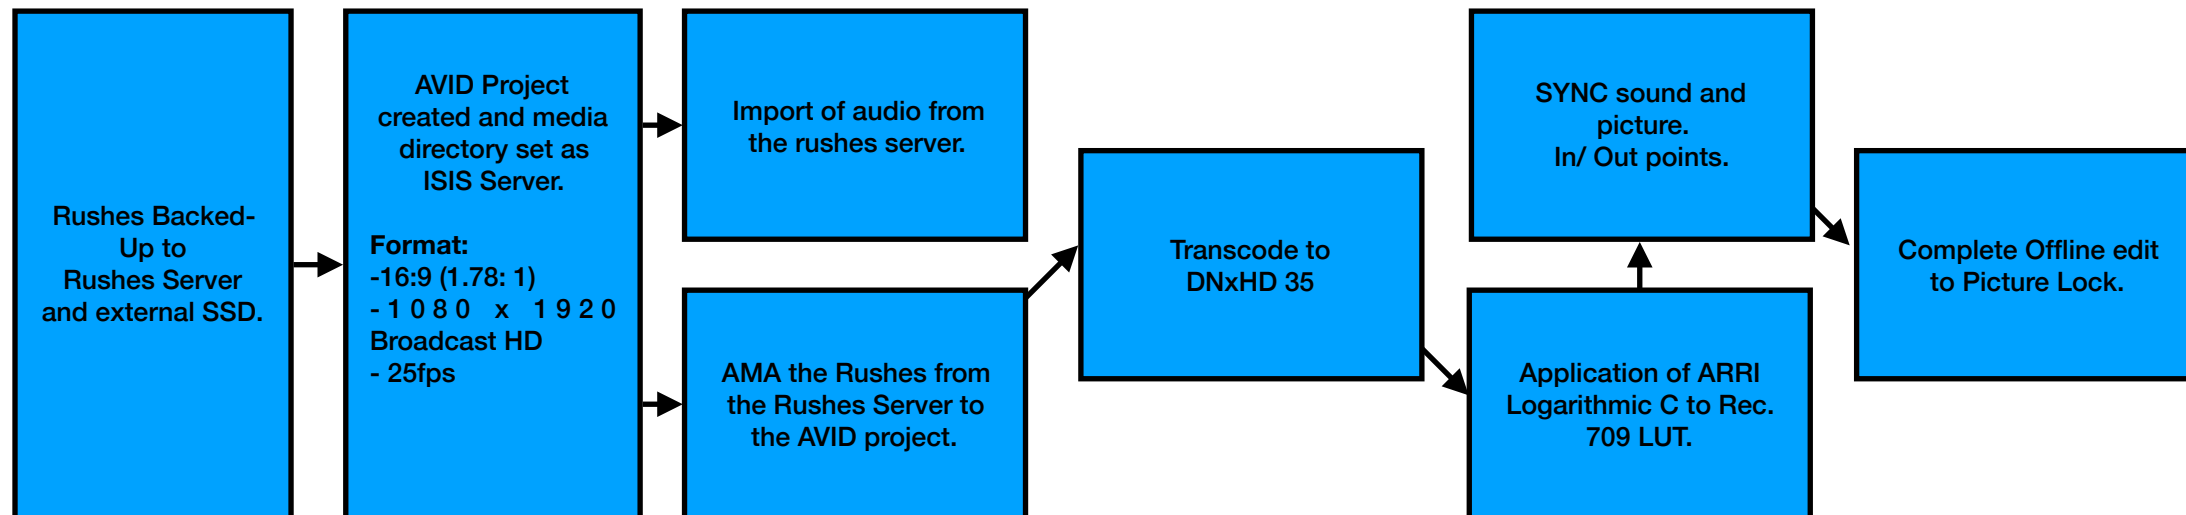 Rushes Backed-
Up to
Rushes Server
and external SSD.
AVID Project
created and media
directory set as
ISIS Server.
Format:
-16:9 (1.78: 1)
- 1 0 8 0 x 1 9 2 0
Broadcast HD
- 25fps
Import of audio from
the rushes server.
AMA the Rushes from
the Rushes Server to
the AVID project.
Transcode to
DNxHD 35
Application of ARRI
Logarithmic C to Rec.
709 LUT.
SYNC sound and
picture.
In/ Out points.
Complete Offline edit
to Picture Lock.